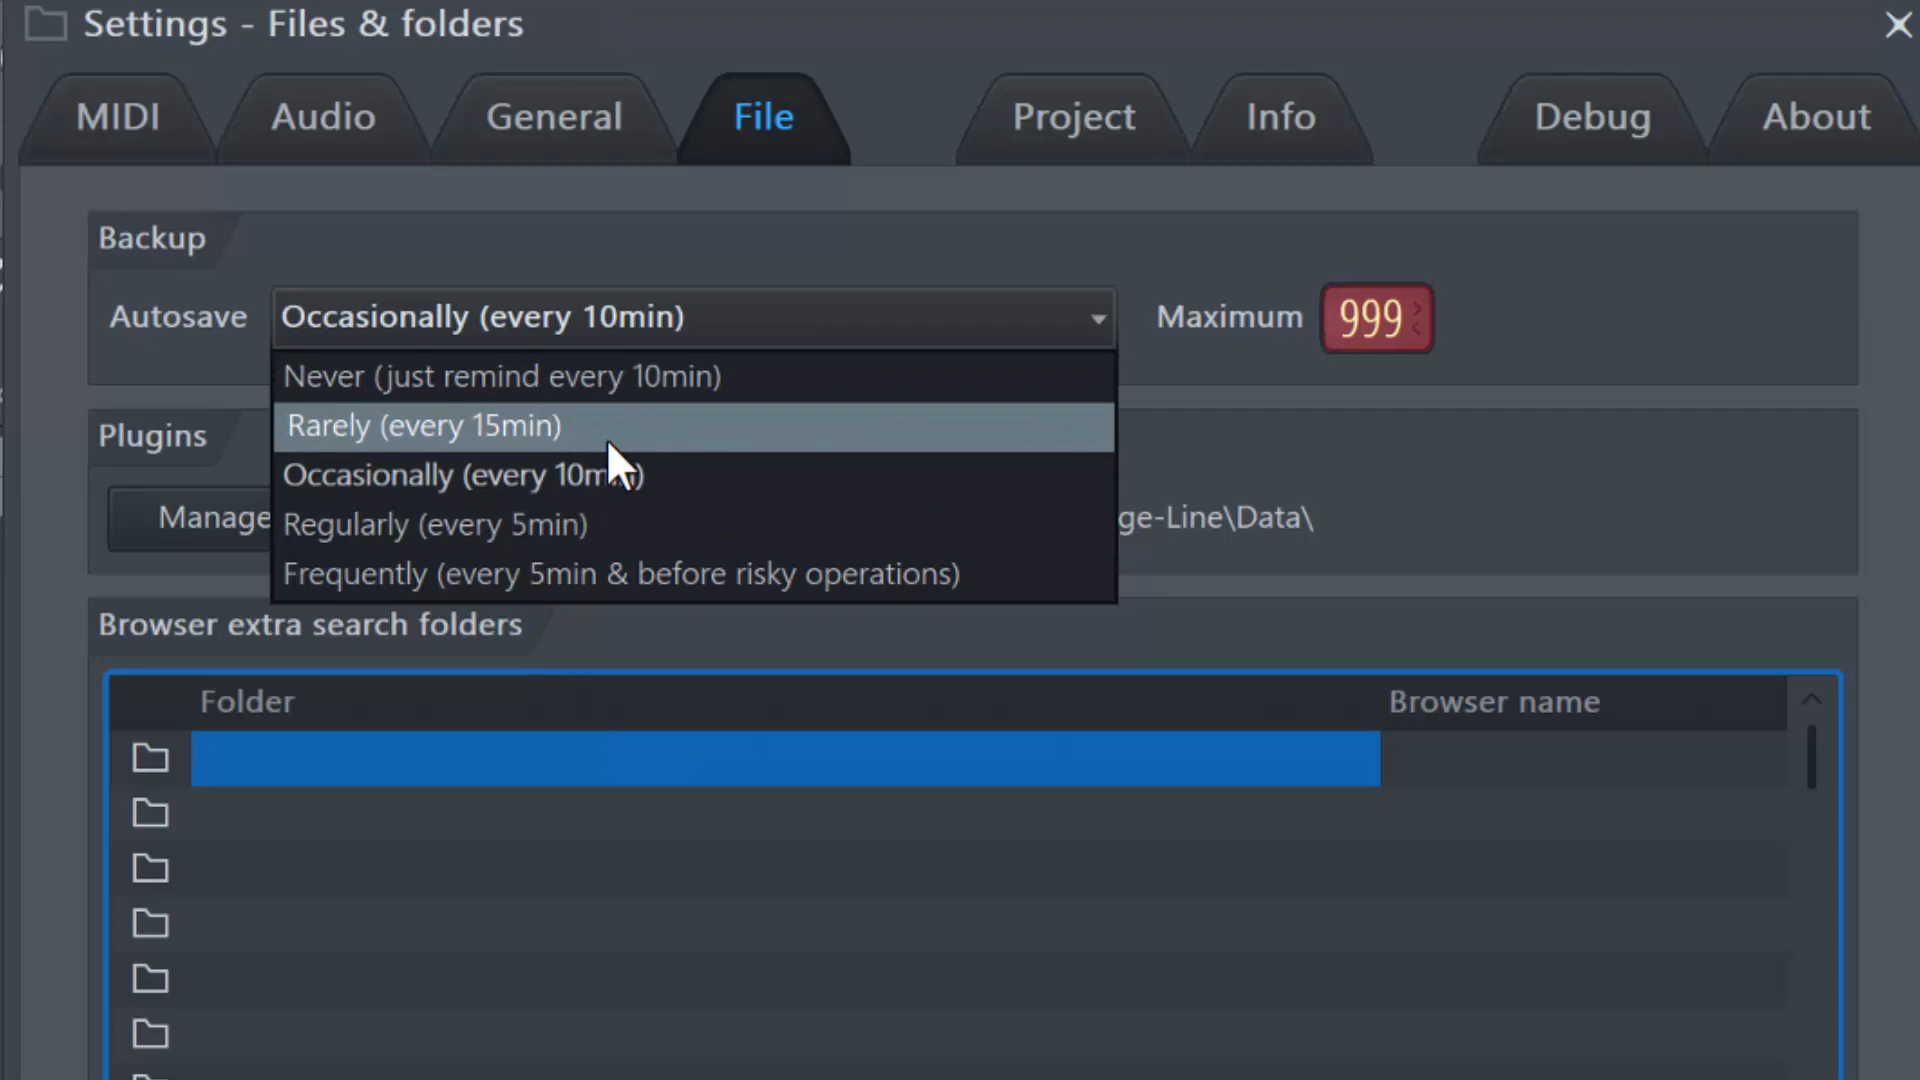 Settings - Files & folders
MIDI Audio General File Project Info Debug About
Backup
Autosave Occasionally (every 10min) Maximum 999
Never (just remind every 10min)
Rarely (every 15min)
Plugins
Occasionally (every 10min)
Manage ge-Line\Data\
Regularly (every 5min)
Frequently (every 5min & before risky operations)
Browser extra search folders
Folder Browser name